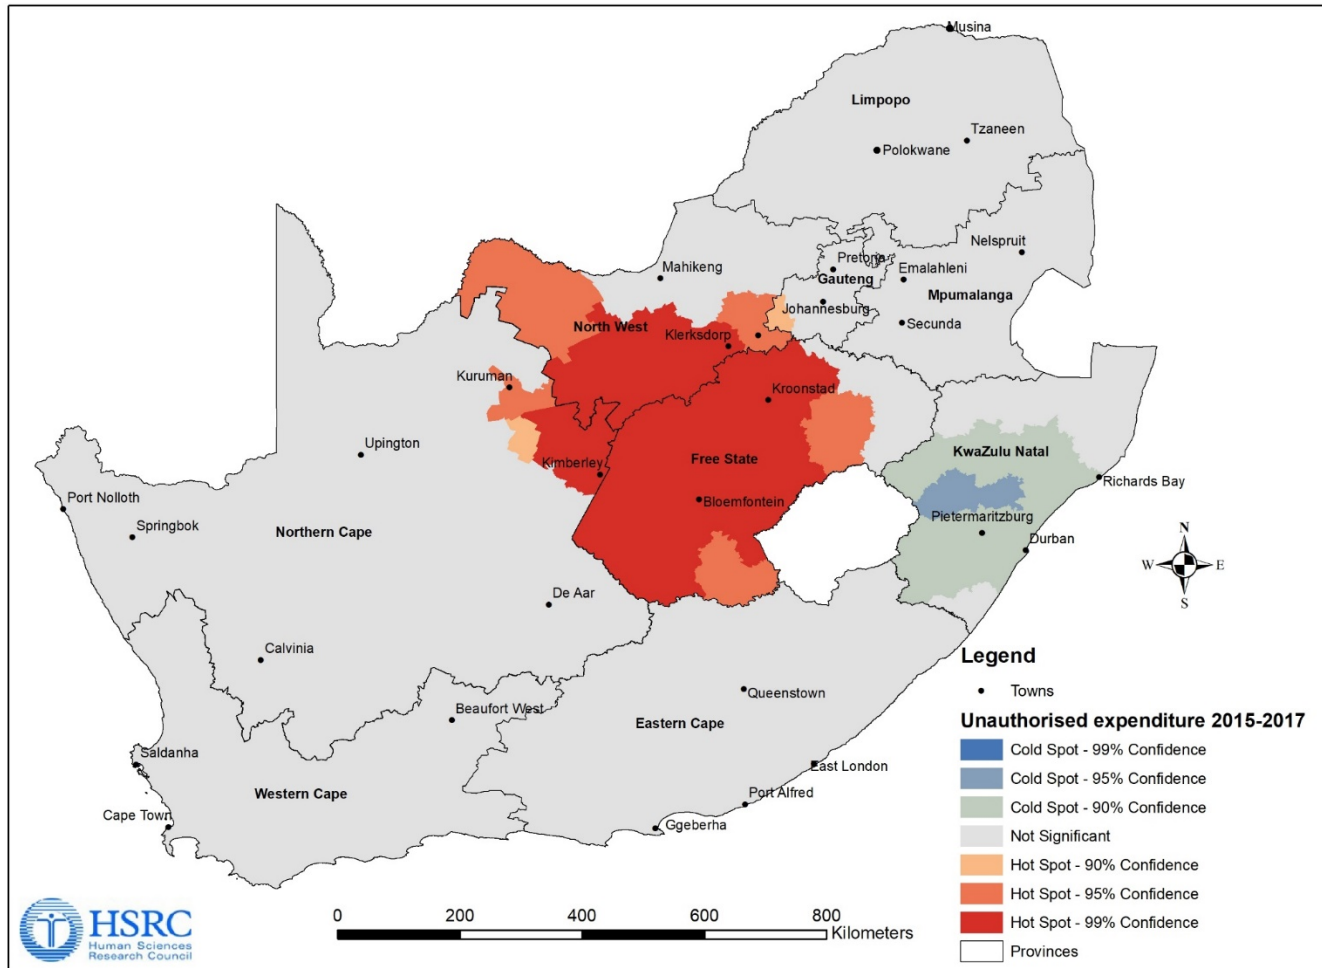 Musina
Limpopo
Tzaneen
Polokwane
Nelspruit
Mahikeng
Pretoria
Emalahleni
Gauteng
Mpumalanga
Johannesburg
North West
Secunda
Klerksdorp
Kuruman
Kroonstad
Upington
KwaZulu Natal
Free State
Kimberley
Richards Bay
Port Nolloth
Bloemfontein
Pietermaritzburg
Springbok
Northern Cape
Durban
N
W
E
S
De Aar
Calvinia
Queenstown
Beaufort West
Eastern Cape
Saldanha
East London
Western Cape
Port Alfred
Cape Town
Ggeberha
Legend
Towns
Unauthorised expenditure 2015-2017
Cold Spot - 99% Confidence
Cold Spot - 95% Confidence
Cold Spot - 90% Confidence
Not Significant
Hot Spot - 90% Confidence
Hot Spot - 95% Confidence
Hot Spot - 99% Confidence
Provinces
HSRC
Human Sciences
Research Council
0 200 400 600 800
Kilometers